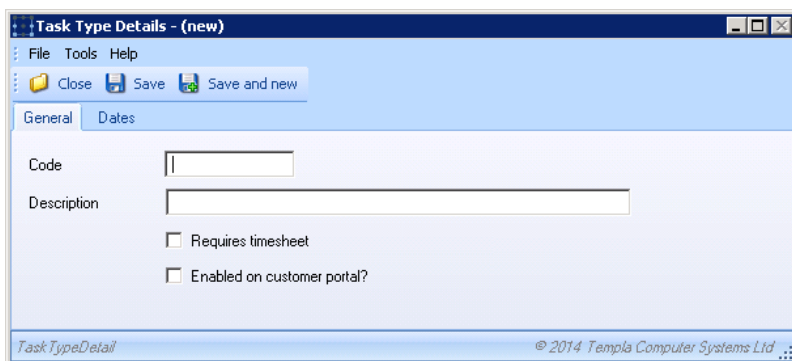 Task Type Details - (new)
File Tools Help
Close Save Save and new
General Dates
Code
Description
Requires timesheet
Enabled on customer portal?
TaskTypeDetail © 2014 Templa Computer Systems Ltd